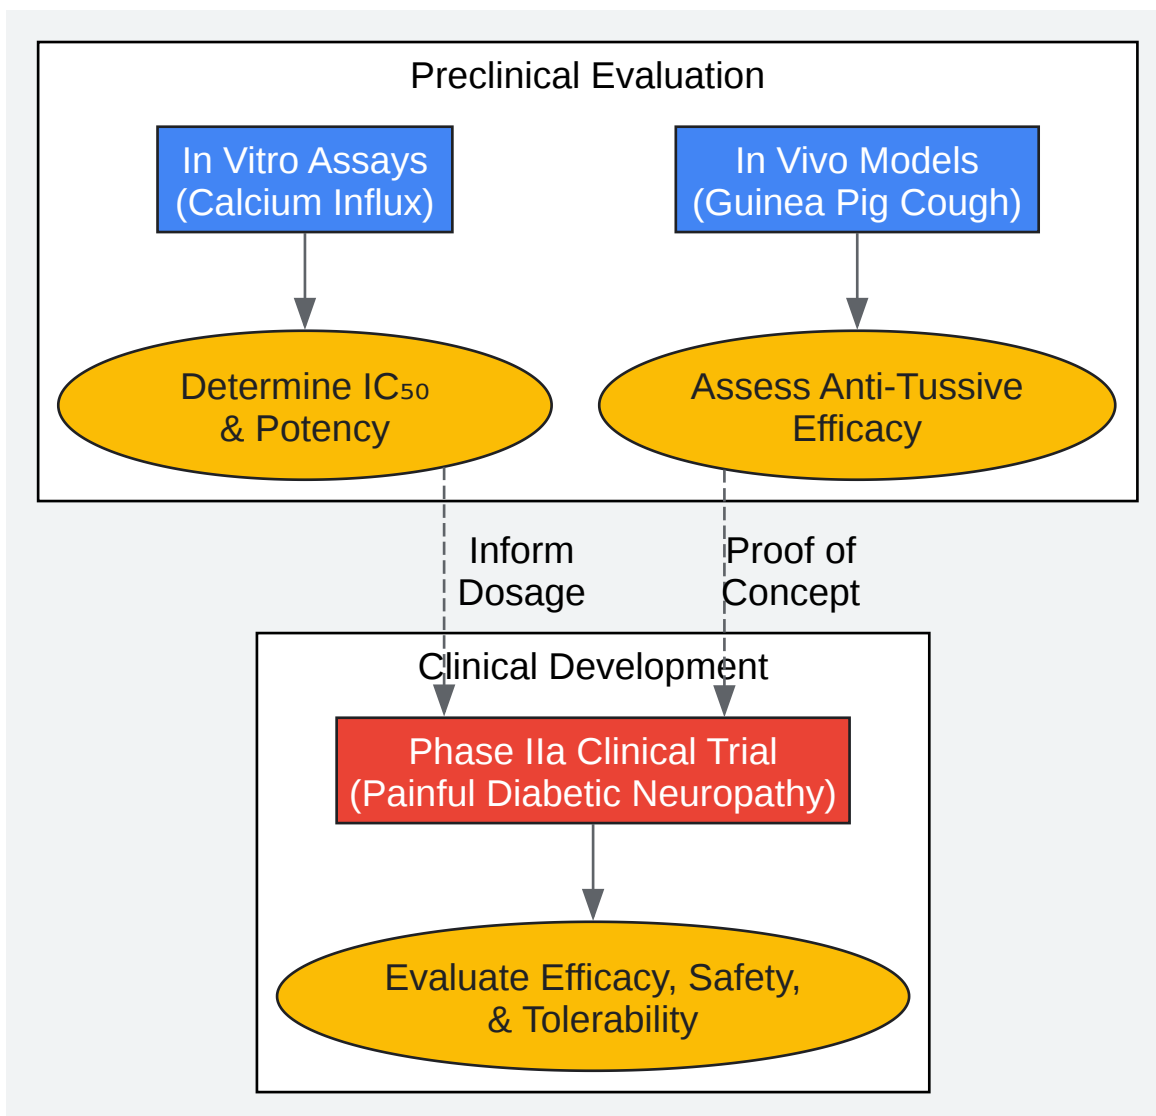 Preclinical Evaluation
In Vitro Assays
(Calcium Influx)
In Vivo Models
(Guinea Pig Cough)
Determine IC₅₀
& Potency
Assess Anti-Tussive
Efficacy
Inform
Dosage
Proof of
Concept
Clinical Development
Phase IIa Clinical Trial
(Painful Diabetic Neuropathy)
Evaluate Efficacy, Safety,
& Tolerability